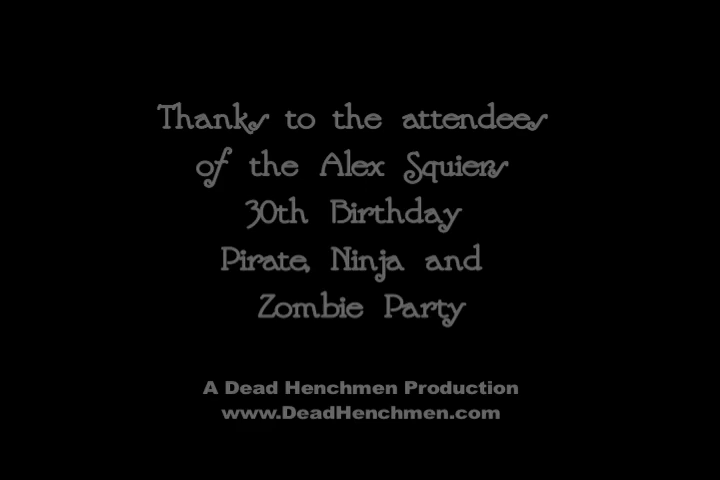 Thanks to the attendees
of the Alex Squiers
30th Birthday
Pirate, Ninja and
Zombie Party
A Dead Henchmen Production
www.DeadHenchmen.com